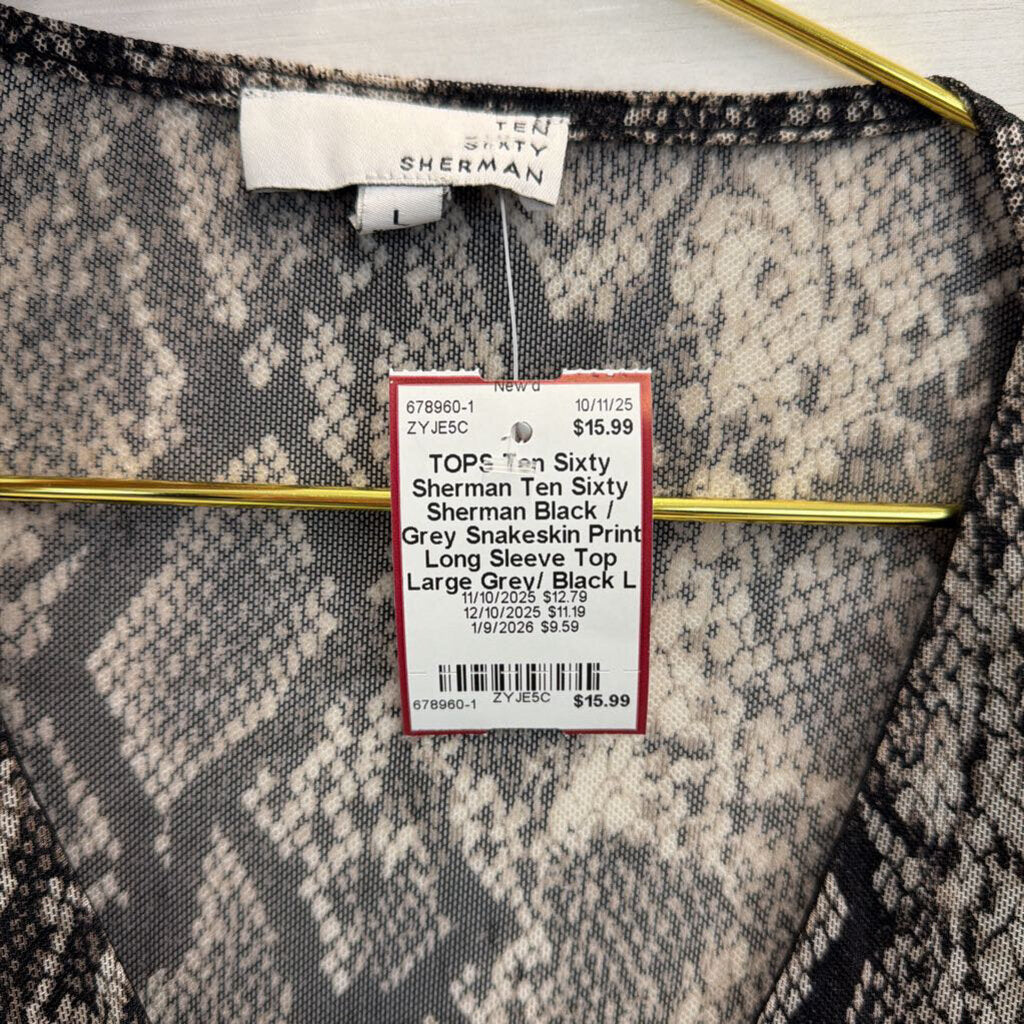 TEN
SIXTY
SHERMAN
L
678960-1 10/11/25
ZYJE5C $15.99
TOPS Ten Sixty
Sherman Ten Sixty
Sherman Black /
Grey Snakeskin Print
Long Sleeve Top
Large Grey/ Black L
11/10/2025 $12.79
12/10/2025 $11.19
1/9/2026 $9.59
678960-1 ZYJE5C $15.99